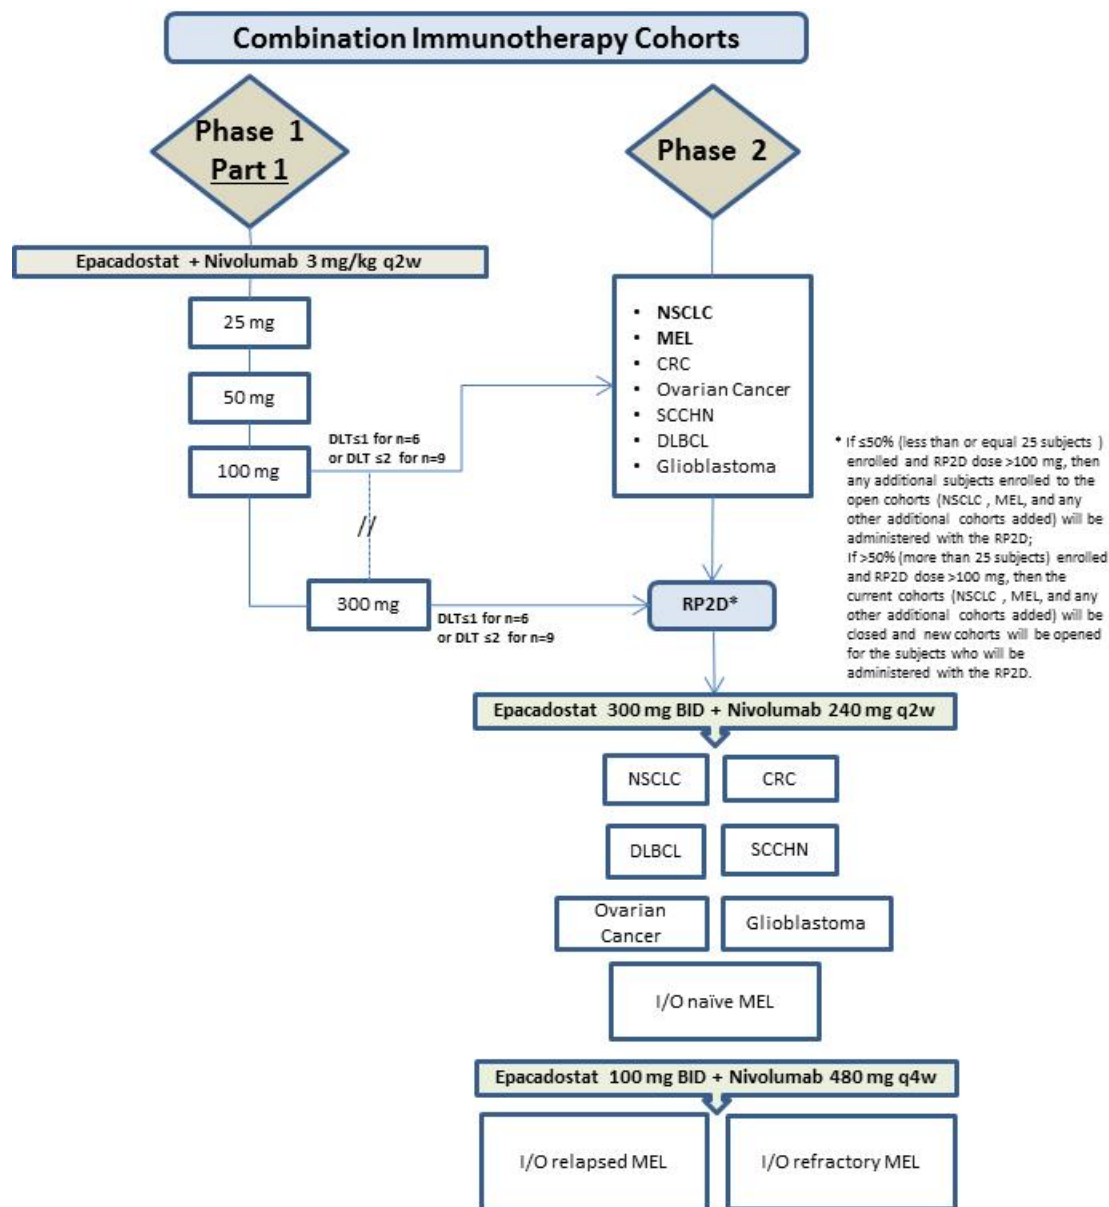 Combination Immunotherapy Cohorts
Phase 1
Part 1
Phase 2
Epacadostat + Nivolumab 3 mg/kg q2w
25 mg
50 mg
100 mg
DLT≤1 for n=6
or DLT ≤2 for n=9
//
300 mg
DLT≤1 for n=6
or DLT ≤2 for n=9
• NSCLC
• MEL
• CRC
• Ovarian Cancer
• SCCHN
• DLBCL
• Glioblastoma
RP2D*
* If ≤50% (less than or equal 25 subjects )
enrolled and RP2D dose >100 mg, then
any additional subjects enrolled to the
open cohorts (NSCLC , MEL, and any
other additional cohorts added) will be
administered with the RP2D;
If >50% (more than 25 subjects) enrolled
and RP2D dose >100 mg, then the
current cohorts (NSCLC , MEL, and any
other additional cohorts added) will be
closed and new cohorts will be opened
for the subjects who will be
administered with the RP2D.
Epacadostat 300 mg BID + Nivolumab 240 mg q2w
NSCLC
CRC
DLBCL
SCCHN
Ovarian
Cancer
Glioblastoma
I/O naïve MEL
Epacadostat 100 mg BID + Nivolumab 480 mg q4w
I/O relapsed MEL
I/O refractory MEL